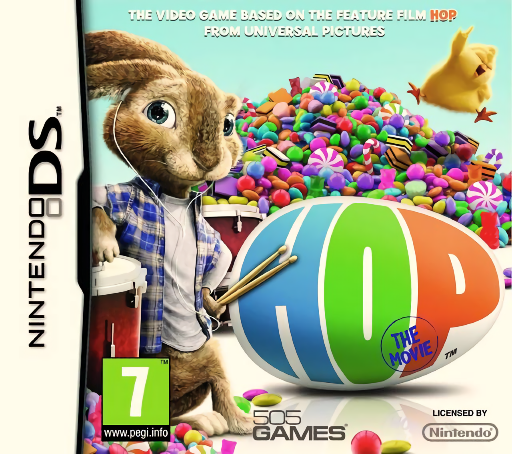 THE VIDEO GAME BASED ON THE FEATURE FILM HOP
FROM UNIVERSAL PICTURES
NINTENDO DS™
HOP
THE
MOVIE
TM
7
TM
www.pegi.info
505
GAMES
LICENSED BY
Nintendo®